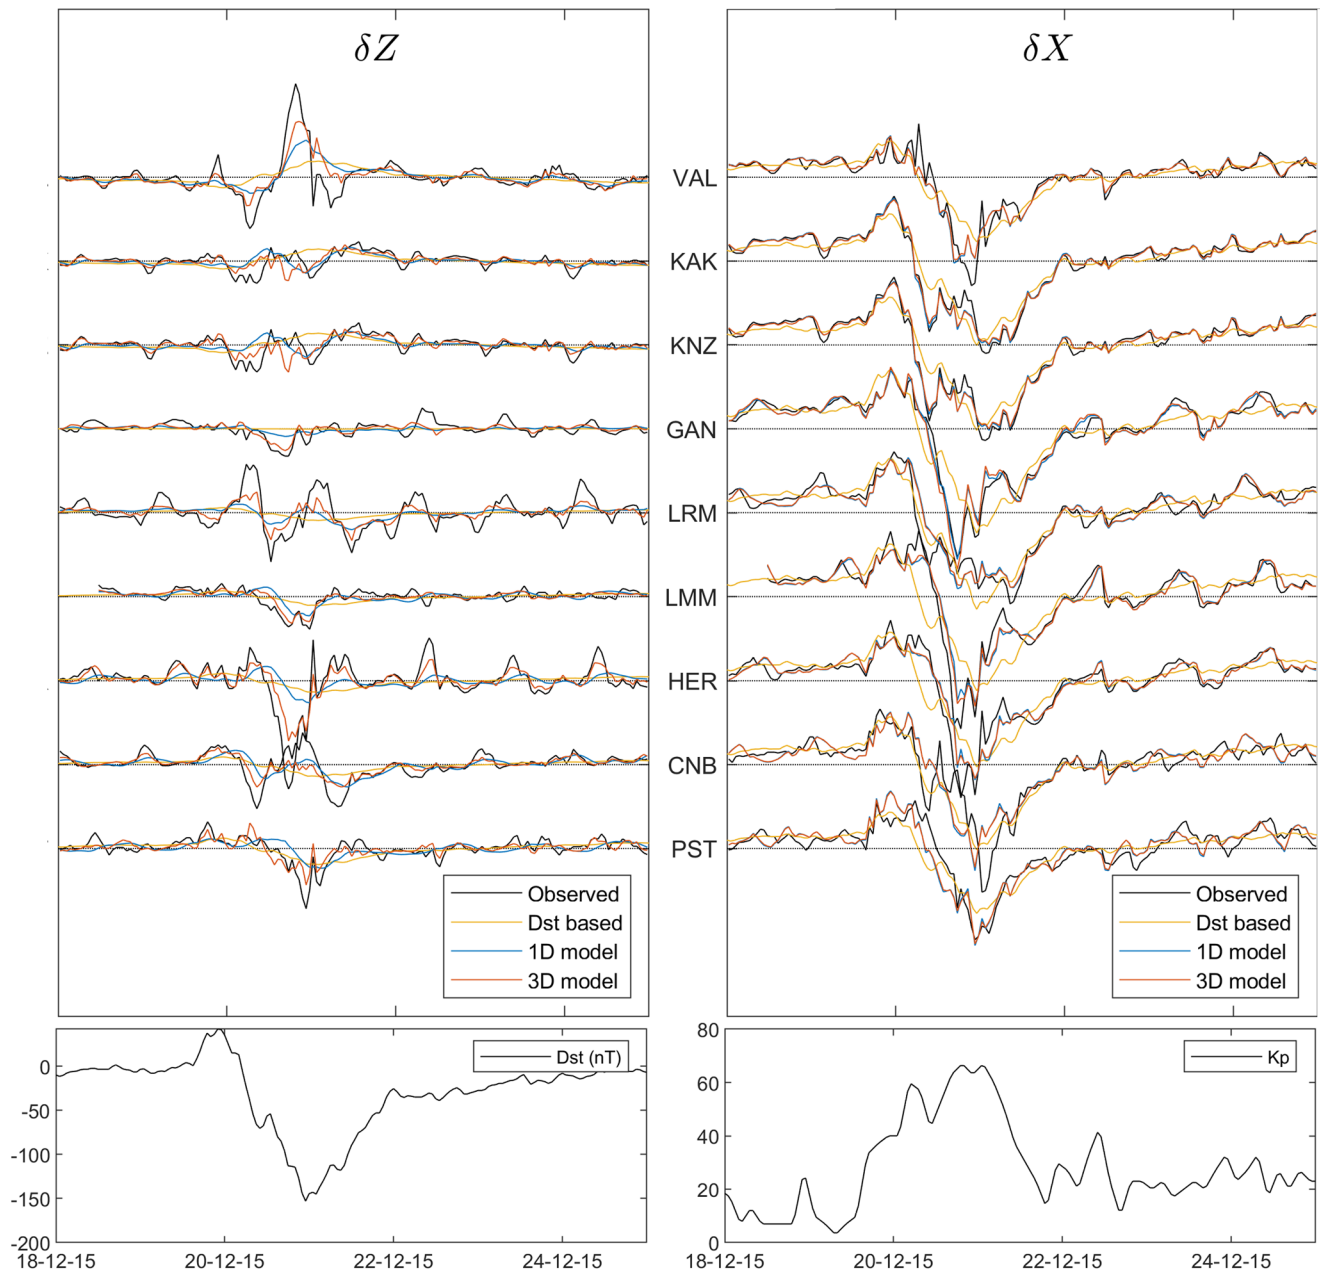 δZ
δX
VAL
KAK
KNZ
GAN
LRM
LMM
HER
CNB
PST
Observed
Dst based
1D model
3D model
Observed
Dst based
1D model
3D model
Dst (nT)
0
-50
-100
-150
-200
18-12-15
20-12-15
22-12-15
24-12-15
Kp
80
60
40
20
0
18-12-15
20-12-15
22-12-15
24-12-15